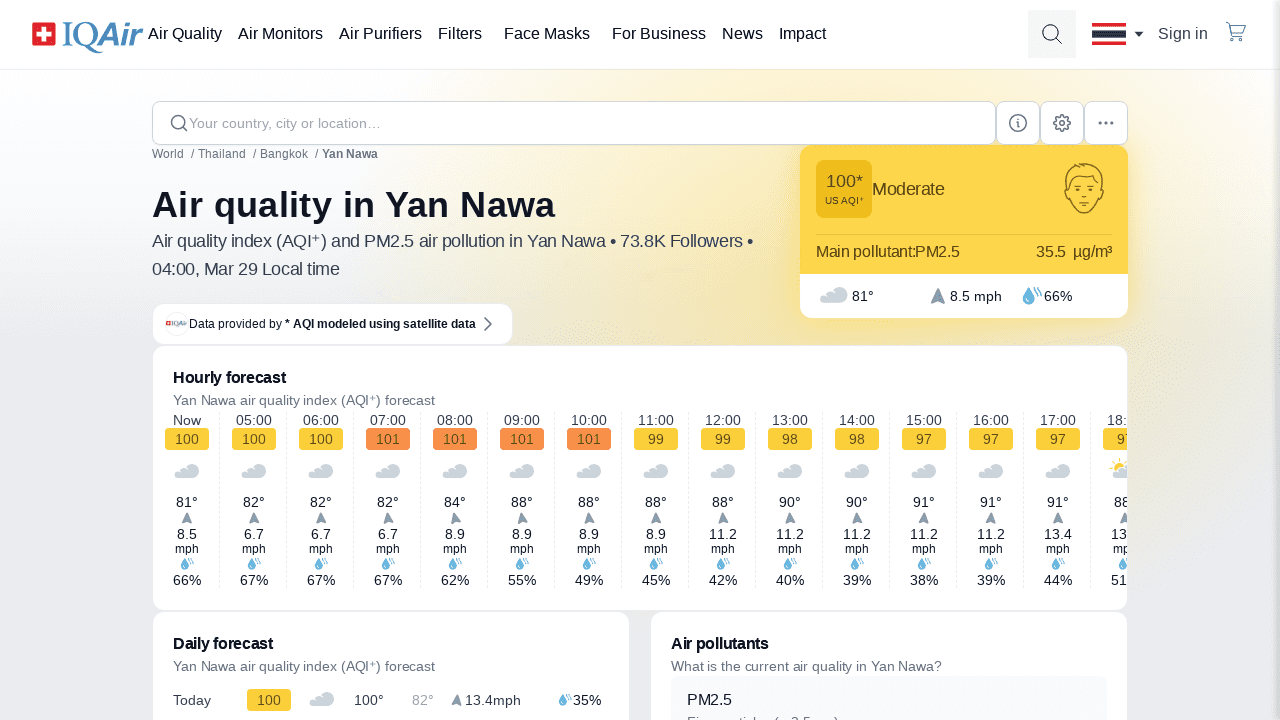 IQAir Air Quality Air Monitors Air Purifiers Filters Face Masks For Business News Impact Sign in
Your country, city or location...
World / Thailand / Bangkok / Yan Nawa
Air quality in Yan Nawa
Air quality index (AQI⁺) and PM2.5 air pollution in Yan Nawa • 73.8K Followers •
04:00, Mar 29 Local time
100*
US AQI⁺
Moderate
Main pollutant: PM2.5 35.5 µg/m³
81° 8.5 mph 66%
IQAir Data provided by * AQI modeled using satellite data
Hourly forecast
Yan Nawa air quality index (AQI⁺) forecast
Now 05:00 06:00 07:00 08:00 09:00 10:00 11:00 12:00 13:00 14:00 15:00 16:00 17:00 18:
100 100 100 101 101 101 101 99 99 98 98 97 97 97 97
81° 82° 82° 82° 84° 88° 88° 88° 88° 90° 90° 91° 91° 91° 88
8.5 6.7 6.7 6.7 8.9 8.9 8.9 8.9 11.2 11.2 11.2 11.2 11.2 13.4 13.
mph mph mph mph mph mph mph mph mph mph mph mph mph mph mp
66% 67% 67% 67% 62% 55% 49% 45% 42% 40% 39% 38% 39% 44% 51
Daily forecast
Yan Nawa air quality index (AQI⁺) forecast
Today 100 100° 82° 13.4mph 35%
Air pollutants
What is the current air quality in Yan Nawa?
PM2.5